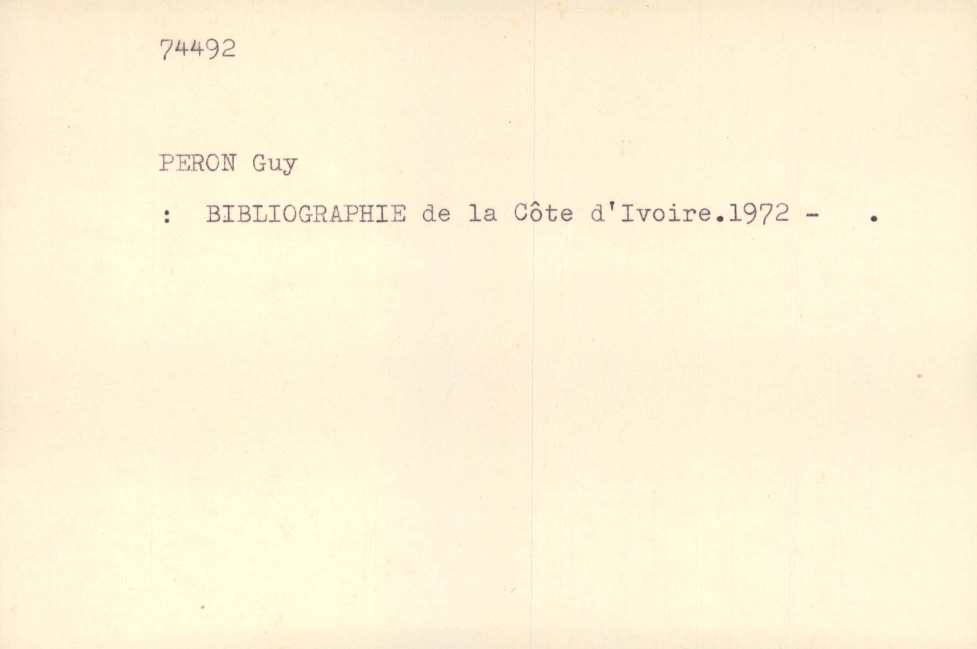 74492
PERON Guy
: BIBLIOGRAPHIE de la Côte d'Ivoire.1972 - .